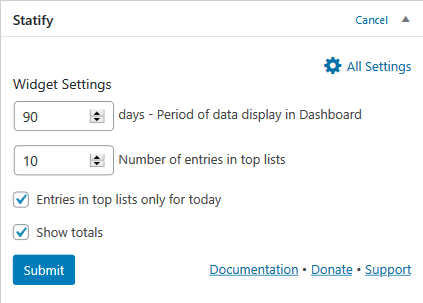 Statify Cancel
All Settings
Widget Settings
90 days - Period of data display in Dashboard
10 Number of entries in top lists
Entries in top lists only for today
Show totals
Submit Documentation • Donate • Support